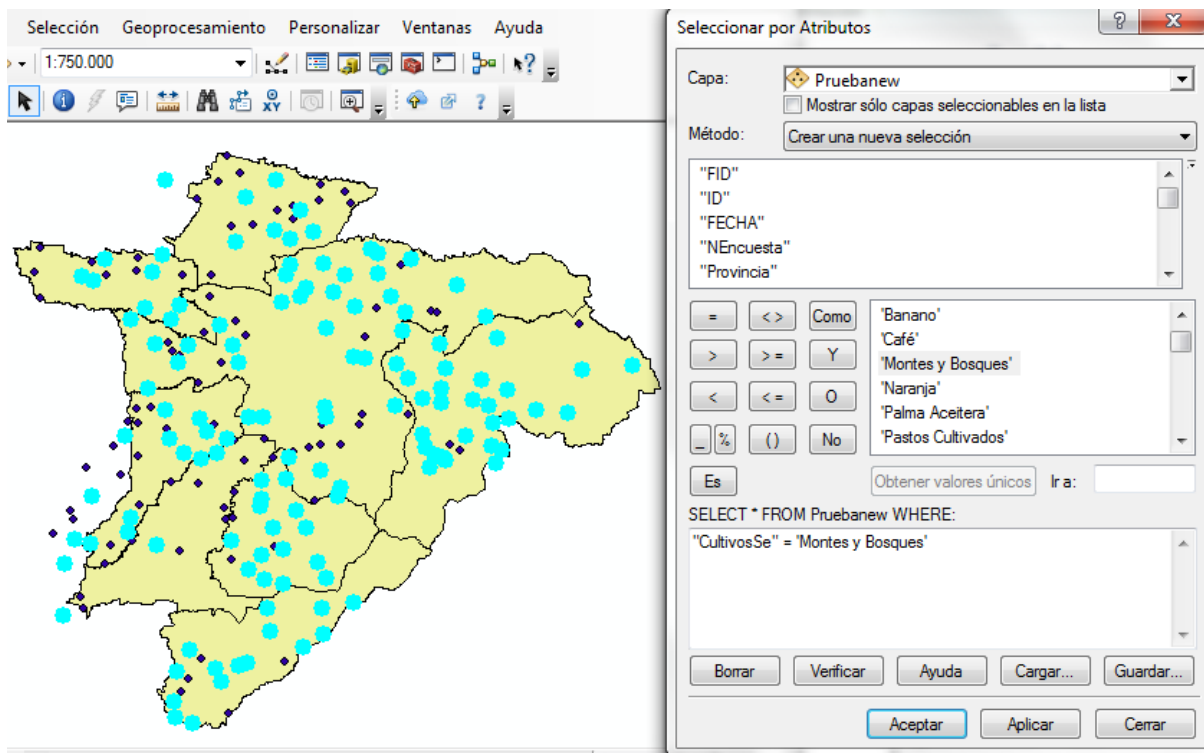 Selección Geoprocesamiento Personalizar Ventanas Ayuda
1:750.000
XY
Seleccionar por Atributos
Capa: Pruebanew
Mostrar sólo capas seleccionables en la lista
Método: Crear una nueva selección
"FID"
"ID"
"FECHA"
"NEncuesta"
"Provincia"
= < > Como
> > = Y
< < = O
_ % ( ) No
Es
'Banano'
'Café'
'Montes y Bosques'
'Naranja'
'Palma Aceitera'
'Pastos Cultivados'
Obtener valores únicos Ir a:
SELECT * FROM Pruebanew WHERE:
"CultivosSe" = 'Montes y Bosques'
Borrar Verificar Ayuda Cargar... Guardar...
Aceptar Aplicar Cerrar